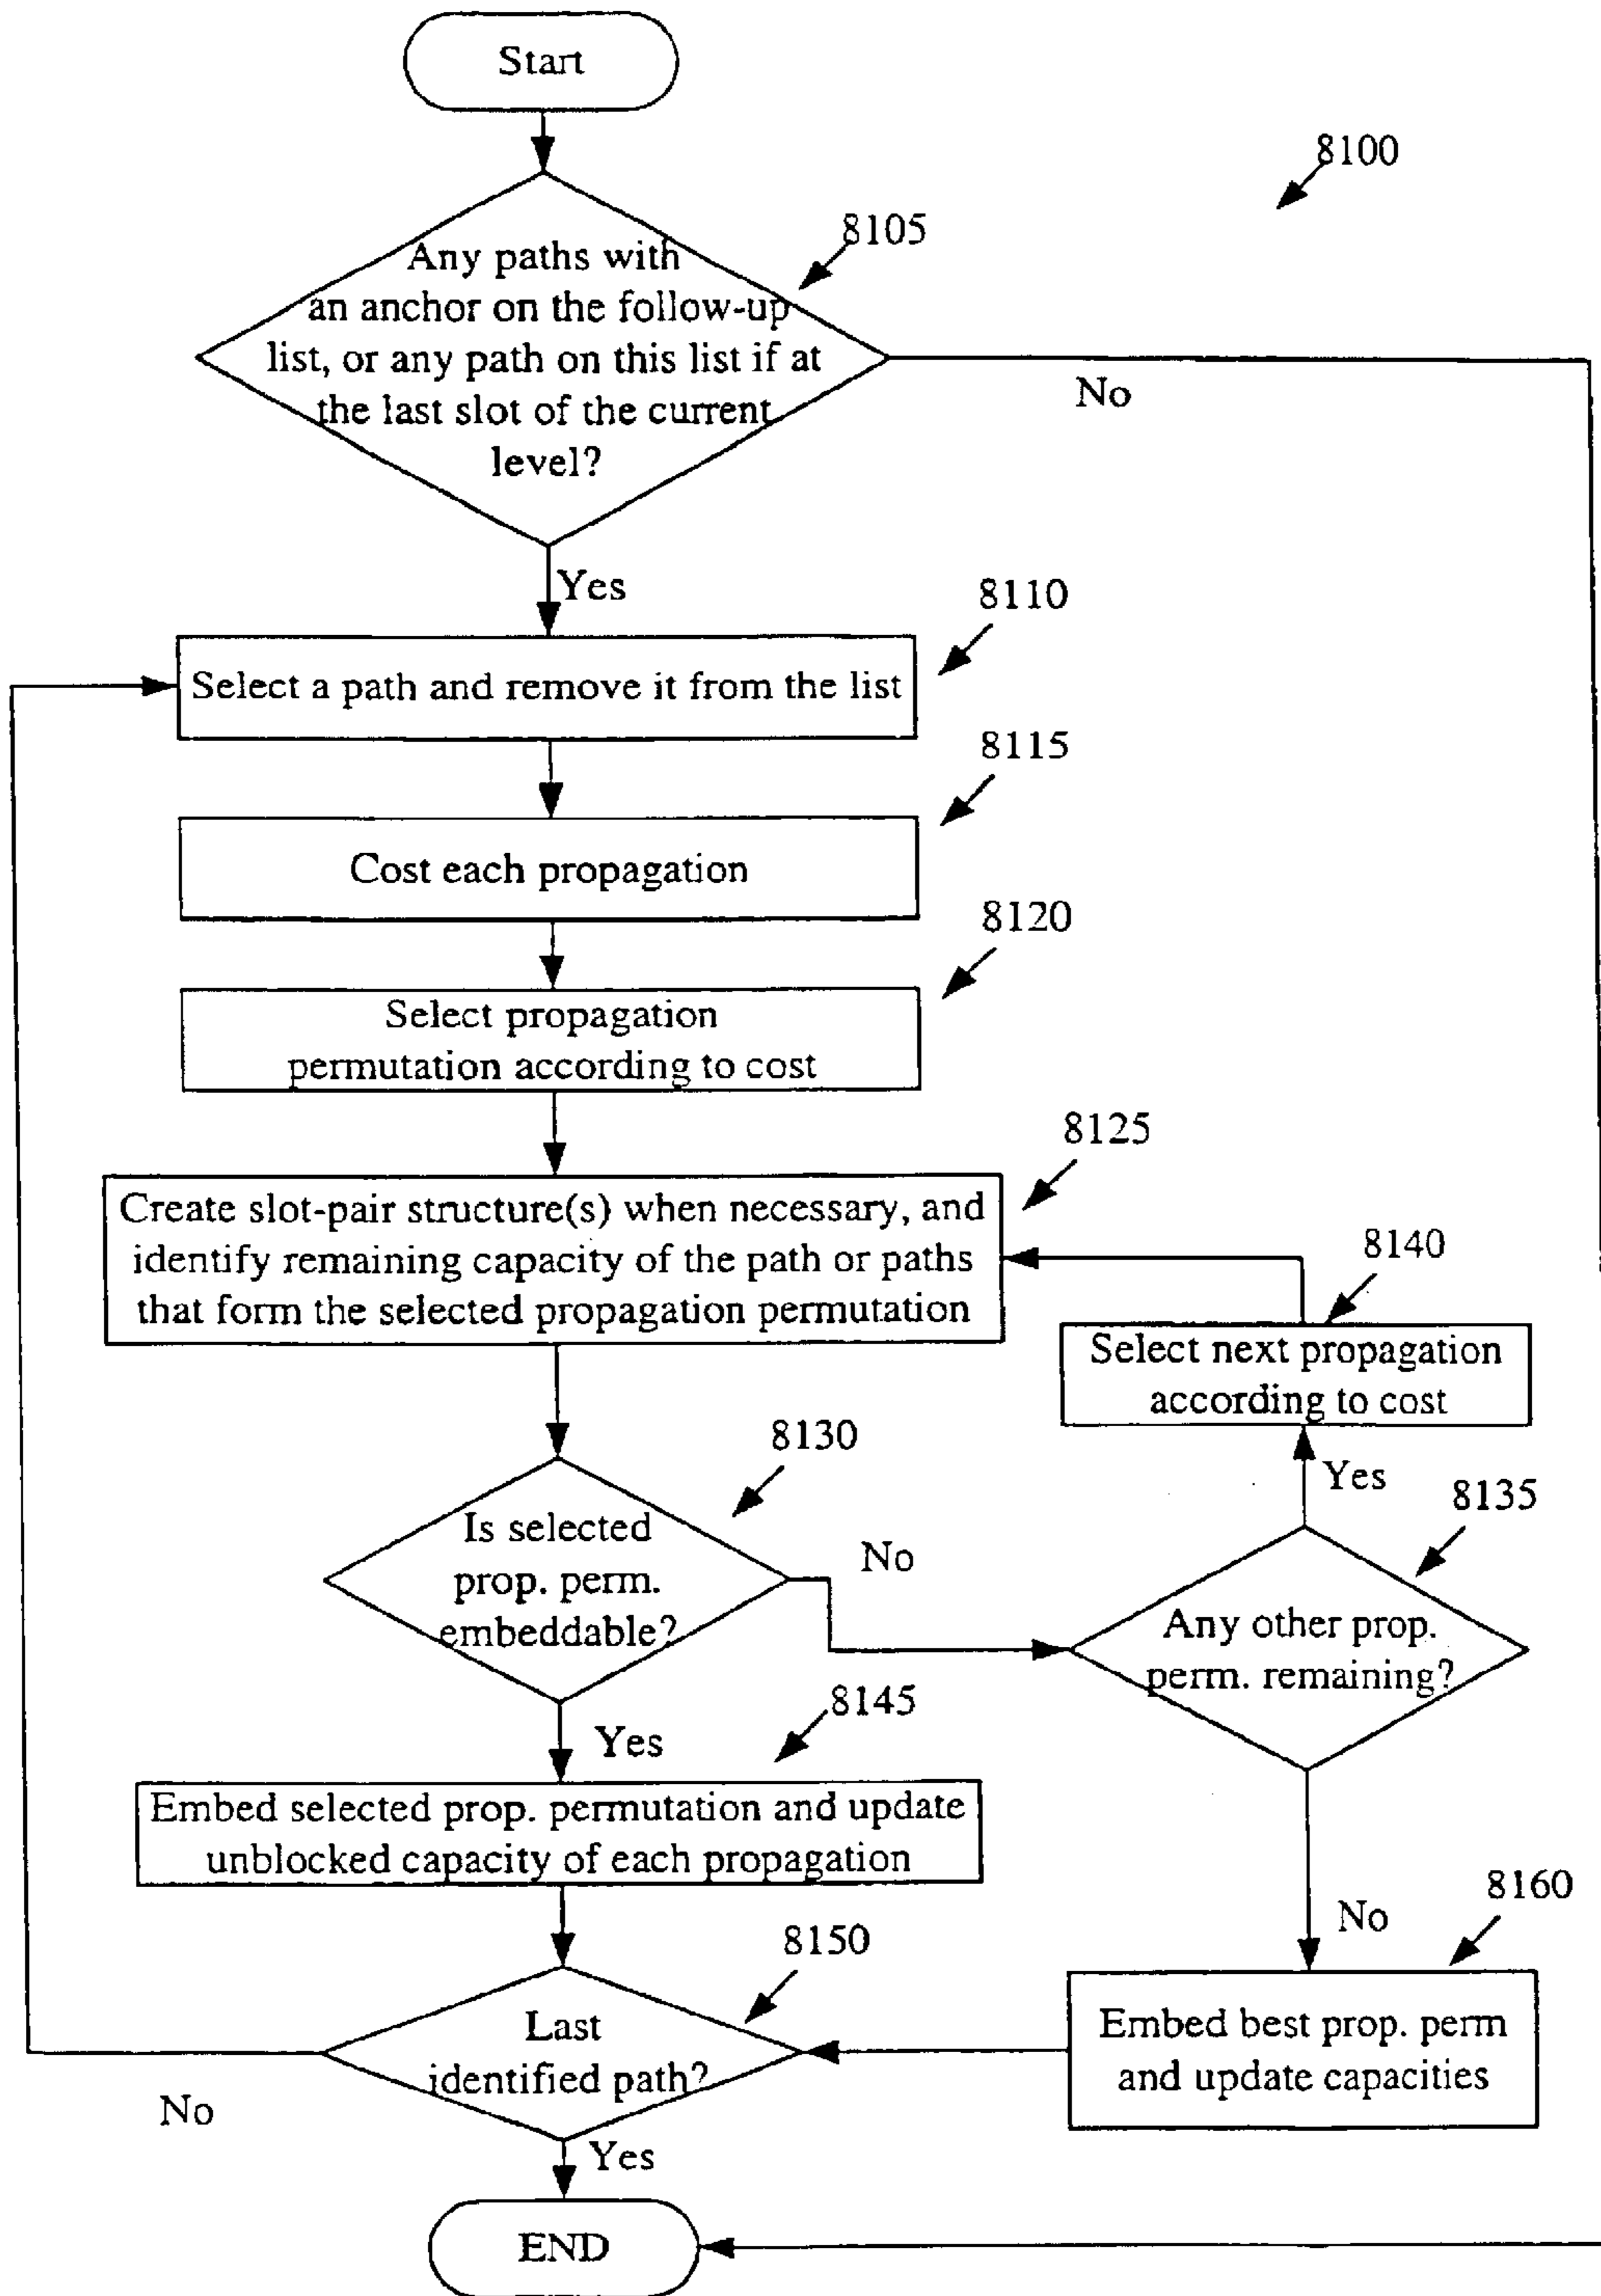 Start
8100
8105
Any paths with
an anchor on the follow-up
list, or any path on this list if at
the last slot of the current
level?
No
Yes
8110
Select a path and remove it from the list
8115
Cost each propagation
8120
Select propagation
permutation according to cost
8125
Create slot-pair structure(s) when necessary, and
identify remaining capacity of the path or paths
that form the selected propagation permutation
8140
Select next propagation
according to cost
8130
Yes
8135
Is selected
prop. perm.
embeddable?
No
Any other prop.
perm. remaining?
8145
Yes
Embed selected prop. permutation and update
unblocked capacity of each propagation
8160
No
8150
Last
identified path?
Embed best prop. perm
and update capacities
No
Yes
END